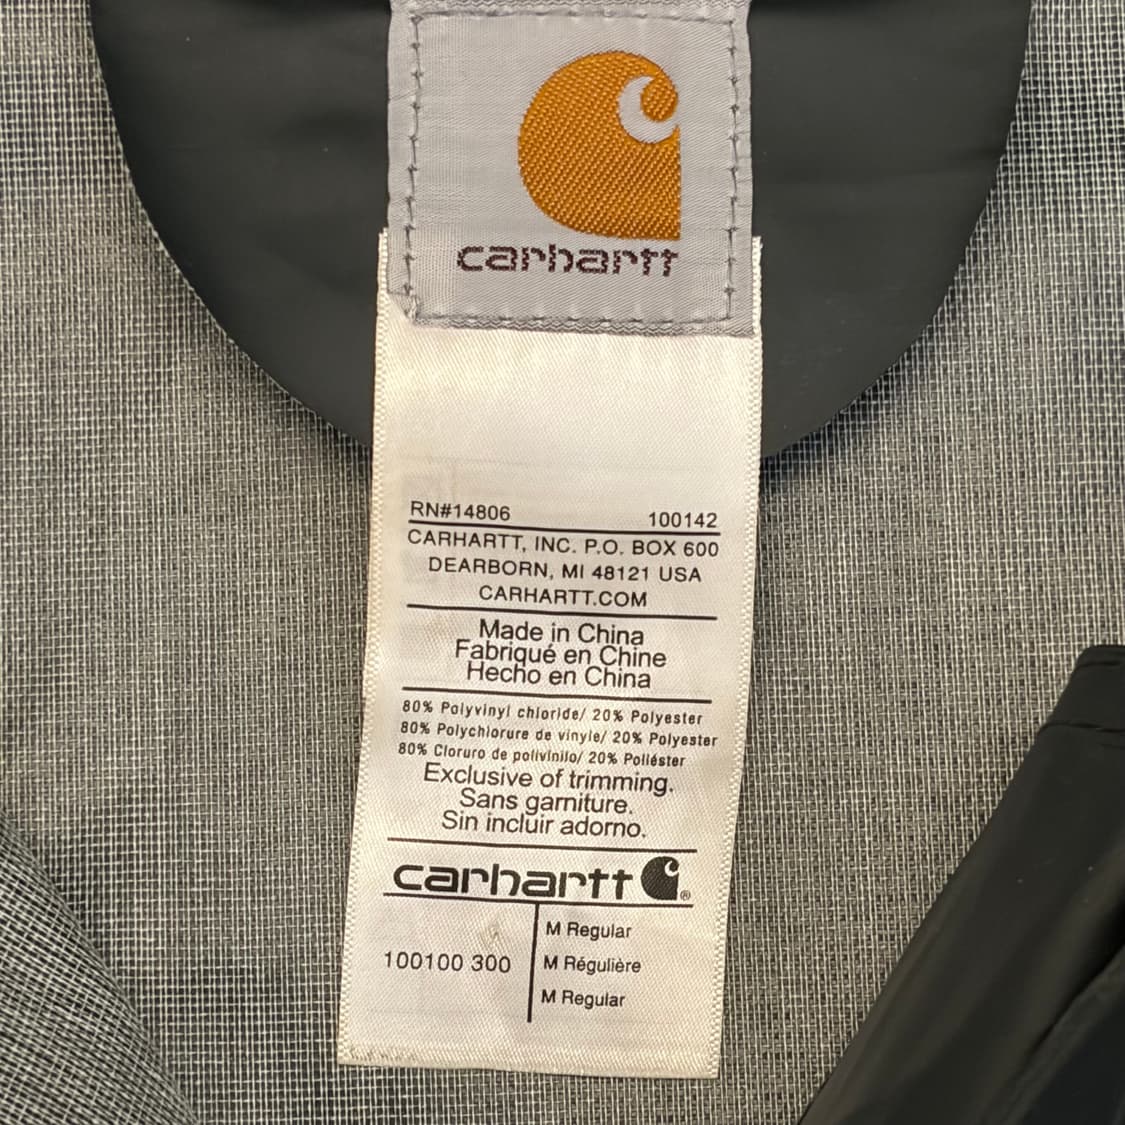 carhartt
RN#14806 100142
CARHARTT, INC. P.O. BOX 600
DEARBORN, MI 48121 USA
CARHARTT.COM
Made in China
Fabriqué en Chine
Hecho en China
80% Polyvinyl chloride/ 20% Polyester
80% Polychlorure de vinyle/ 20% Polyester
80% Cloruro de polivinilo/ 20% Poliéster
Exclusive of trimming.
Sans garniture.
Sin incluir adorno.
carhartt ®
M Regular
100100 300 M Régulière
M Regular